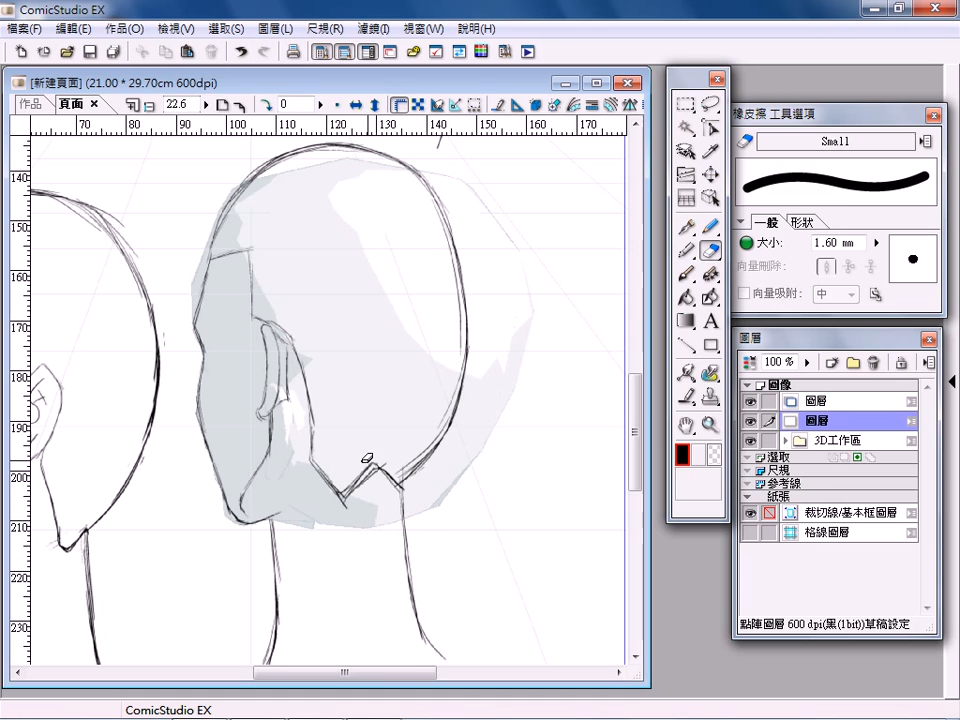 ComicStudio EX
檔案(F) 編輯(E) 作品(O) 檢視(V) 選取(S) 圖層(L) 尺規(R) 濾鏡(I) 視窗(W) 說明(H)
[新建頁面] (21.00 * 29.70cm 600dpi)
作品 頁面 22.6 0
70 80 90 100 110 120 130 140 150 160 170
140
150
160
170
180
190
200
210
220
230
橡皮擦 工具選項
Small
一般 形狀
大小: 1.60 mm
向量刪除:
向量吸附: 中
A
圖層
100 %
圖像
圖層
圖層
3D工作區
選取
尺規
參考線
紙張
裁切線/基本框圖層
格線圖層
點陣圖層 600 dpi(黑(1bit))草稿設定
ComicStudio EX